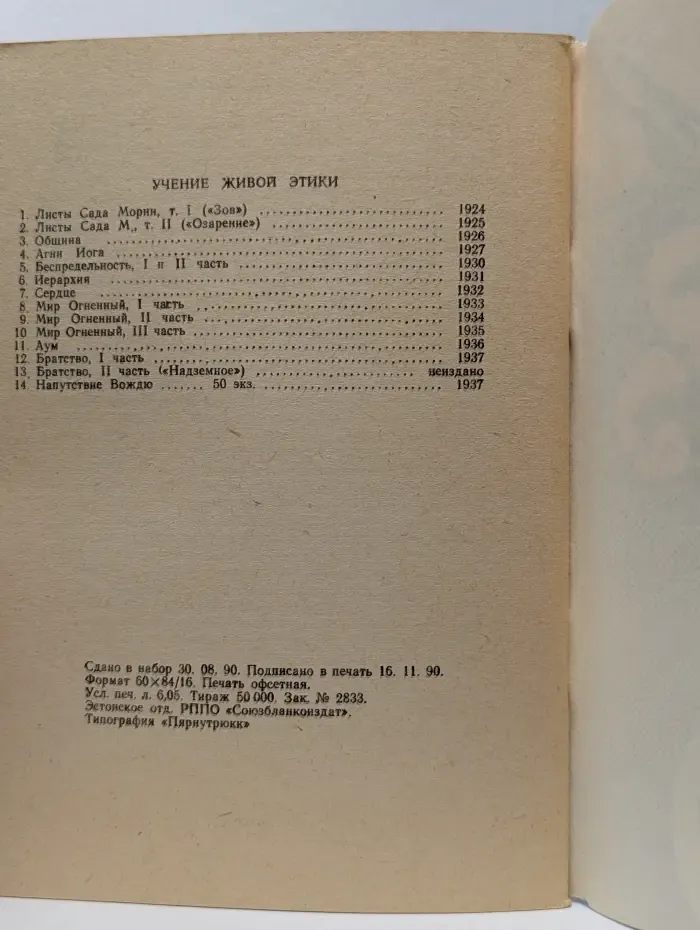 УЧЕНИЕ ЖИВОЙ ЭТИКИ
1. Листы Сада Мории, т. I («Зов») ........................ 1924
2. Листы Сада М., т. II («Озарение») ........................ 1925
3. Община ........................ 1926
4. Агни Йога ........................ 1927
5. Беспредельность, I и II часть ........................ 1930
6. Иерархия ........................ 1931
7. Сердце ........................ 1932
8. Мир Огненный, I часть ........................ 1933
9. Мир Огненный, II часть ........................ 1934
10 Мир Огненный, III часть ........................ 1935
11. Аум ........................ 1936
12. Братство, I часть ........................ 1937
13. Братство, II часть («Надземное») ........................ неиздано
14. Напутствие Вождю ....... 50 экз. ........................ 1937
Сдано в набор 30. 08. 90. Подписано в печать 16. 11. 90.
Формат 60×84/16. Печать офсетная.
Усл. печ. л. 6,05. Тираж 50 000. Зак. № 2833.
Эстонское отд. РППО «Союзбланкоиздат».
Типография «Пярнутрюкк»